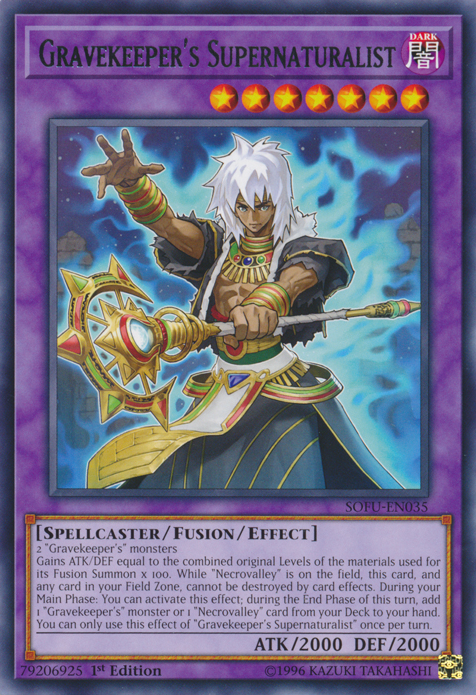 GRAVEKEEPER'S SUPERNATURALIST
DARK
闇
SOFU-EN035
[SPELLCASTER/FUSION/EFFECT]
2 "Gravekeeper's" monsters
Gains ATK/DEF equal to the combined original Levels of the materials used for
its Fusion Summon x 100. While "Necrovalley" is on the field, this card, and
any card in your Field Zone, cannot be destroyed by card effects. During your
Main Phase: You can activate this effect; during the End Phase of this turn, add
1 "Gravekeeper's" monster or 1 "Necrovalley" card from your Deck to your hand.
You can only use this effect of "Gravekeeper's Supernaturalist" once per turn.
ATK/2000 DEF/2000
79206925 1st Edition ©1996 KAZUKI TAKAHASHI